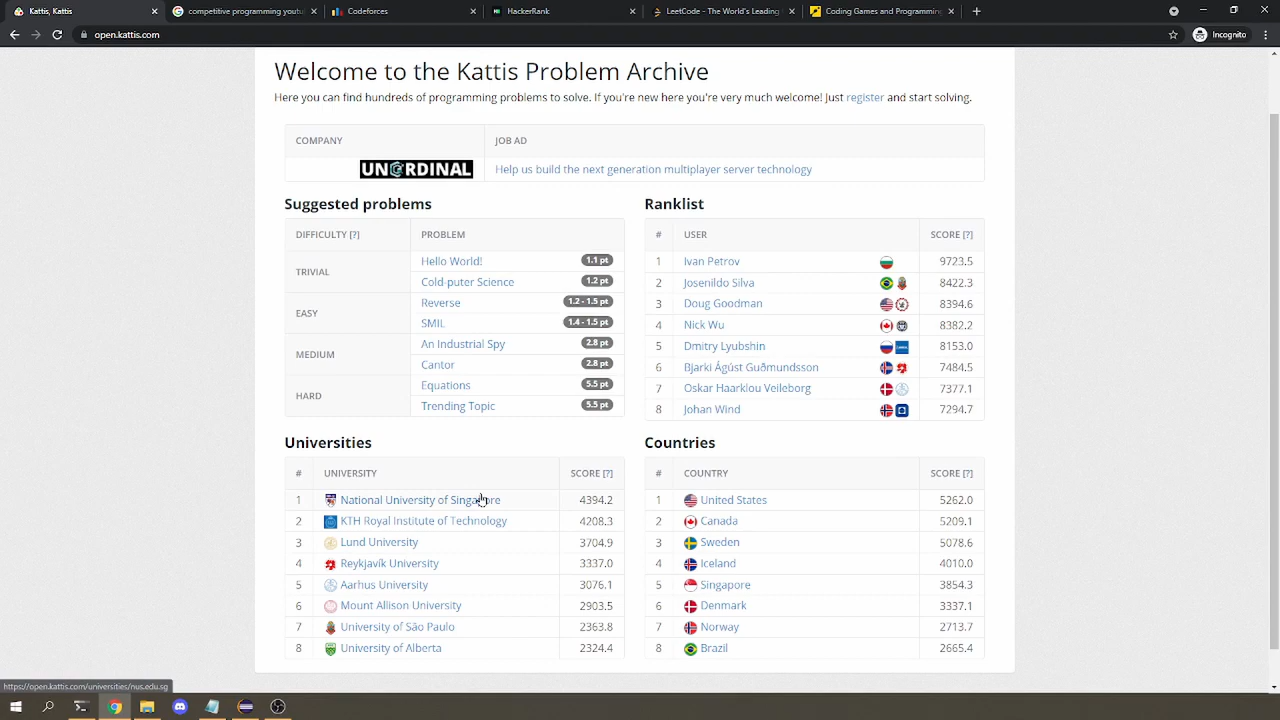 Kattis, Kattis
competitive programming youtu
Codeforces
HackerRank
LeetCode - The World's Leading
Coding Games and Programmin
open.kattis.com
Incognito
Welcome to the Kattis Problem Archive
Here you can find hundreds of programming problems to solve. If you're new here you're very much welcome! Just register and start solving.
COMPANY JOB AD
UNORDINAL Help us build the next generation multiplayer server technology
Suggested problems
DIFFICULTY [?] PROBLEM
TRIVIAL
Hello World! 1.1 pt
Cold-puter Science 1.2 pt
EASY
Reverse 1.2 - 1.5 pt
SMIL 1.4 - 1.5 pt
MEDIUM
An Industrial Spy 2.8 pt
Cantor 2.8 pt
HARD
Equations 5.5 pt
Trending Topic 5.5 pt
Ranklist
# USER SCORE [?]
1 Ivan Petrov 9723.5
2 Josenildo Silva 8422.3
3 Doug Goodman 8394.6
4 Nick Wu 8382.2
5 Dmitry Lyubshin 8153.0
6 Bjarki Ágúst Guðmundsson 7484.5
7 Oskar Haarklou Veileborg 7377.1
8 Johan Wind 7294.7
Universities
# UNIVERSITY SCORE [?]
1 National University of Singapore 4394.2
2 KTH Royal Institute of Technology 4208.3
3 Lund University 3704.9
4 Reykjavík University 3337.0
5 Aarhus University 3076.1
6 Mount Allison University 2903.5
7 University of São Paulo 2363.8
8 University of Alberta 2324.4
Countries
# COUNTRY SCORE [?]
1 United States 5262.0
2 Canada 5209.1
3 Sweden 5078.6
4 Iceland 4010.0
5 Singapore 3854.3
6 Denmark 3337.1
7 Norway 2713.7
8 Brazil 2665.4
https://open.kattis.com/universities/nus.edu.sg